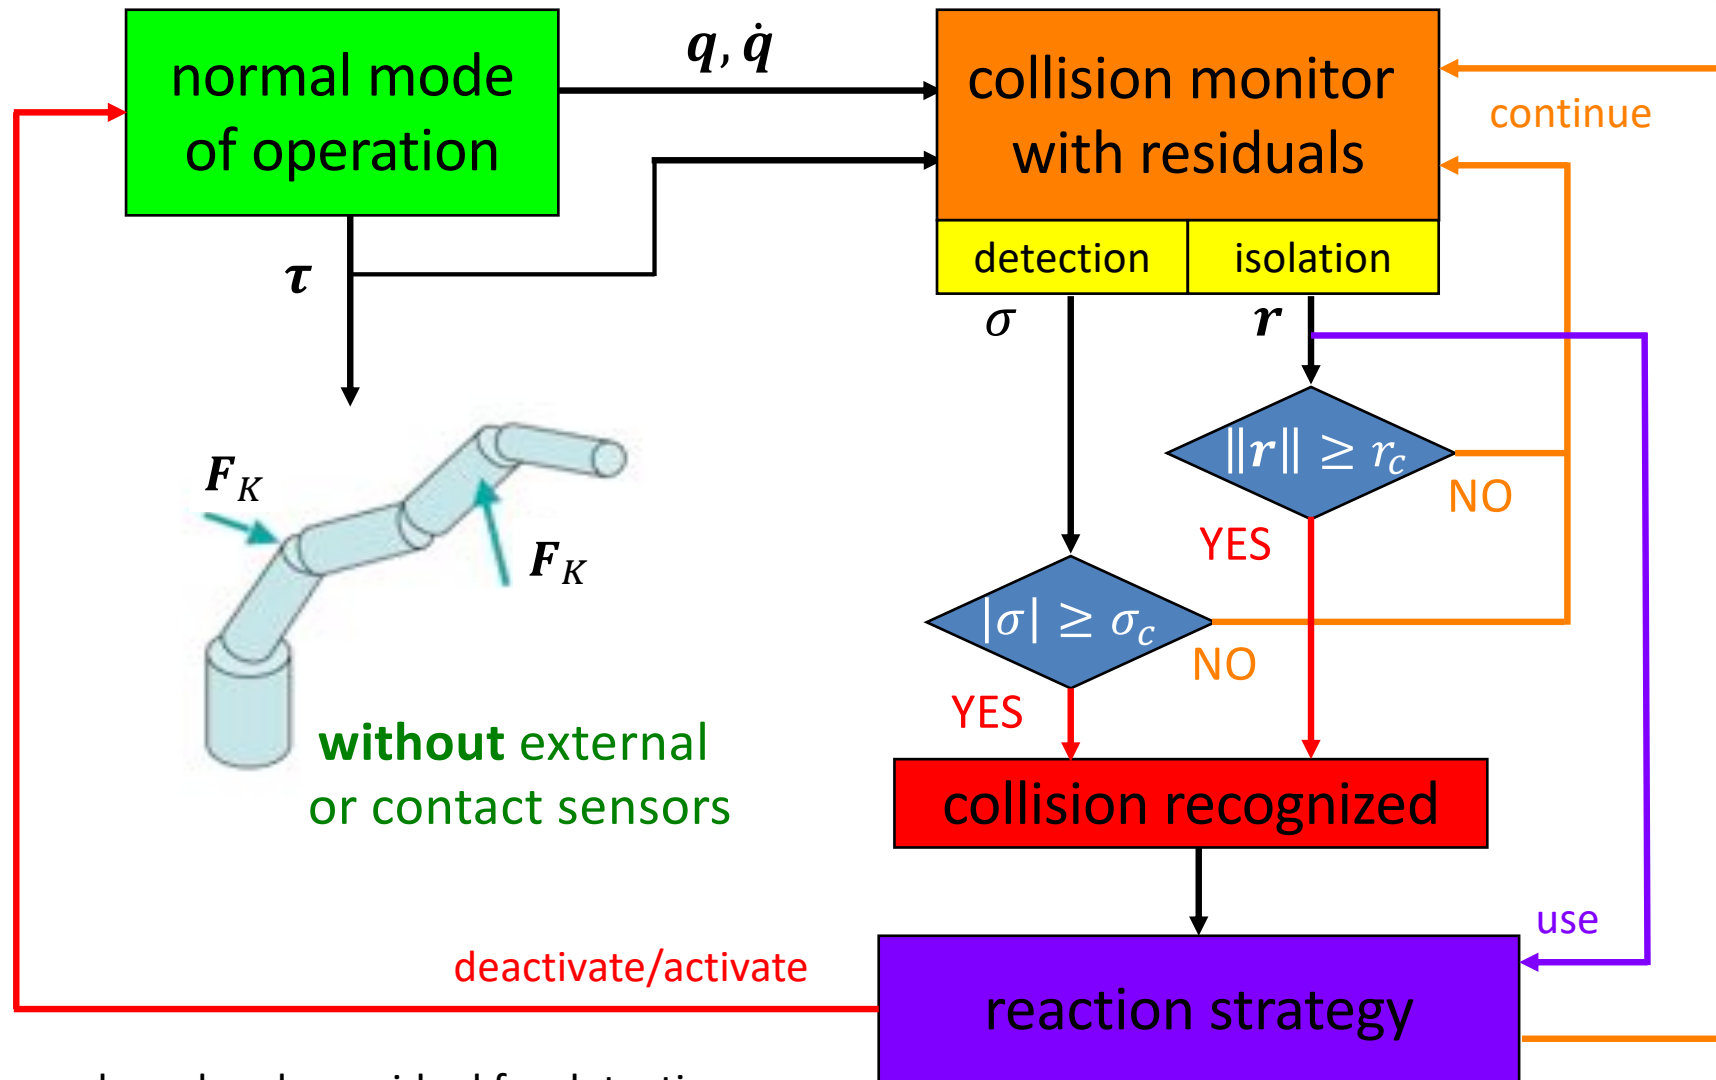 normal mode
of operation
q, q̇
collision monitor
with residuals
continue
detection
isolation
τ
σ
r
‖r‖ ≥ r_c
NO
YES
F_K
F_K
|σ| ≥ σ_c
NO
YES
without external
or contact sensors
collision recognized
use
deactivate/activate
reaction strategy